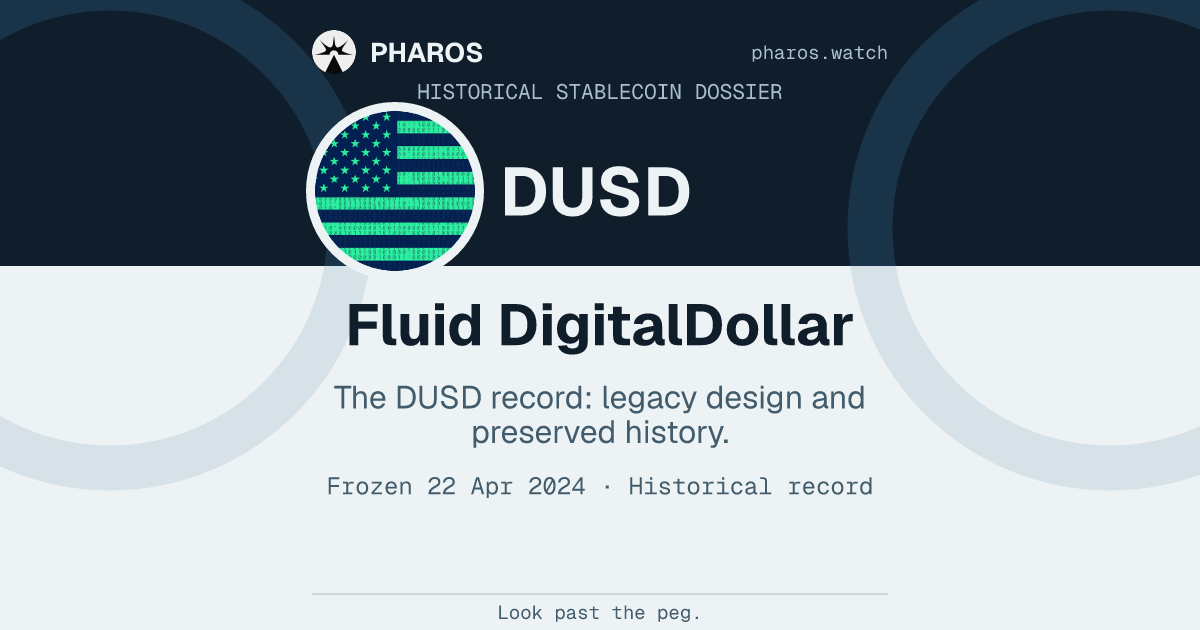 PHAROS
pharos.watch
HISTORICAL STABLECOIN DOSSIER
DUSD
Fluid DigitalDollar
The DUSD record: legacy design and
preserved history.
Frozen 22 Apr 2024 · Historical record
Look past the peg.